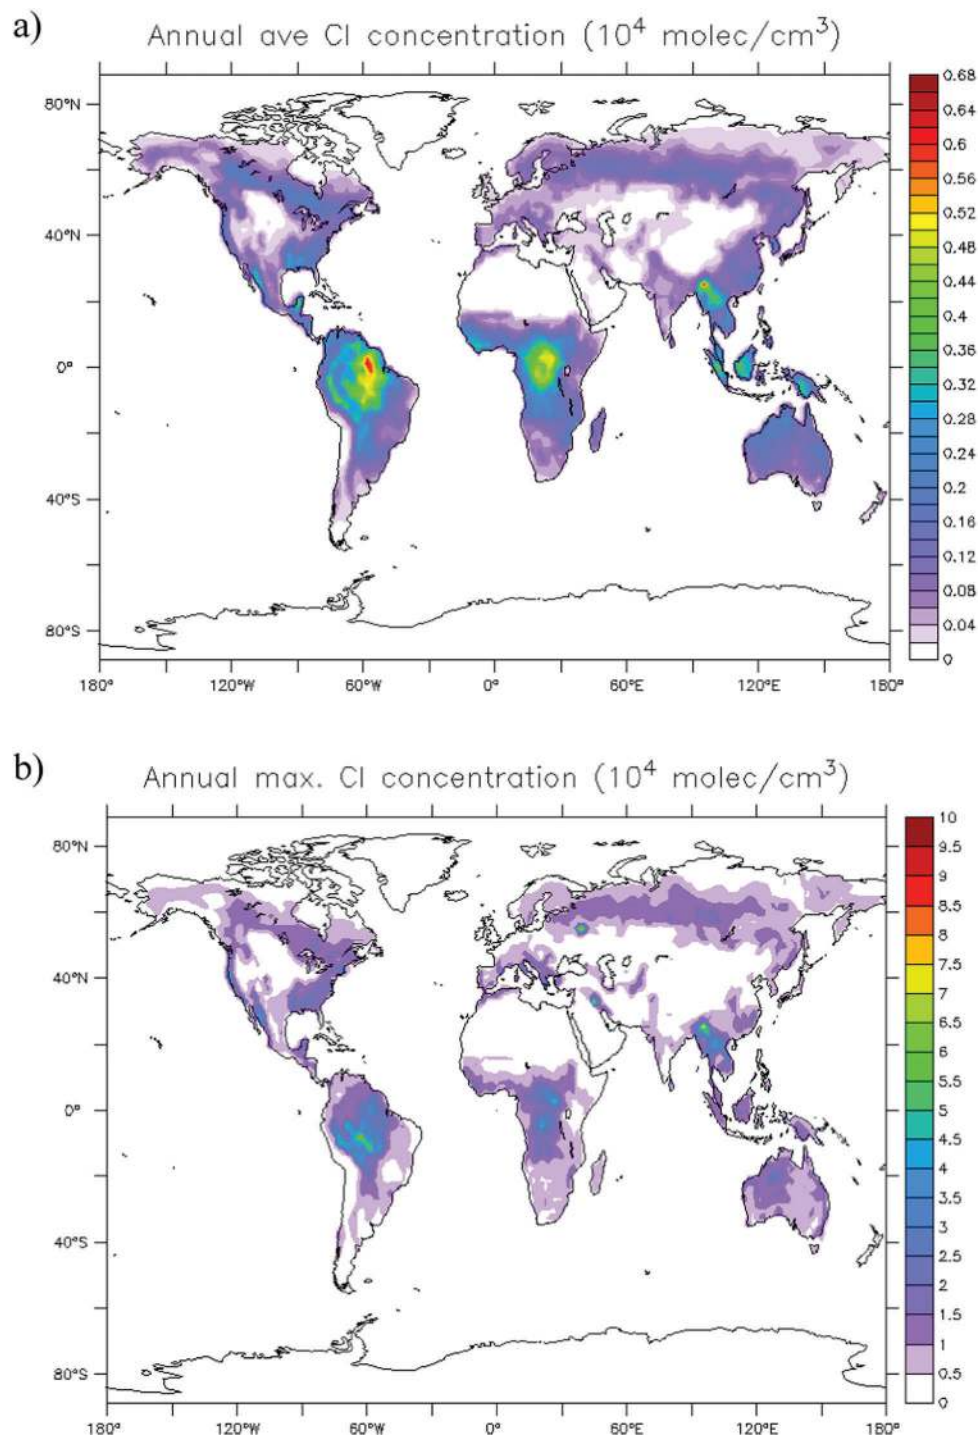 a)
Annual ave CI concentration (10⁴ molec/cm³)
80°N
40°N
0°
40°S
80°S
180°
120°W
60°W
0°
60°E
120°E
180°
0.68
0.64
0.6
0.56
0.52
0.48
0.44
0.4
0.36
0.32
0.28
0.24
0.2
0.16
0.12
0.08
0.04
0
b)
Annual max. CI concentration (10⁴ molec/cm³)
80°N
40°N
0°
40°S
80°S
180°
120°W
60°W
0°
60°E
120°E
180°
10
9.5
9
8.5
8
7.5
7
6.5
6
5.5
5
4.5
4
3.5
3
2.5
2
1.5
1
0.5
0